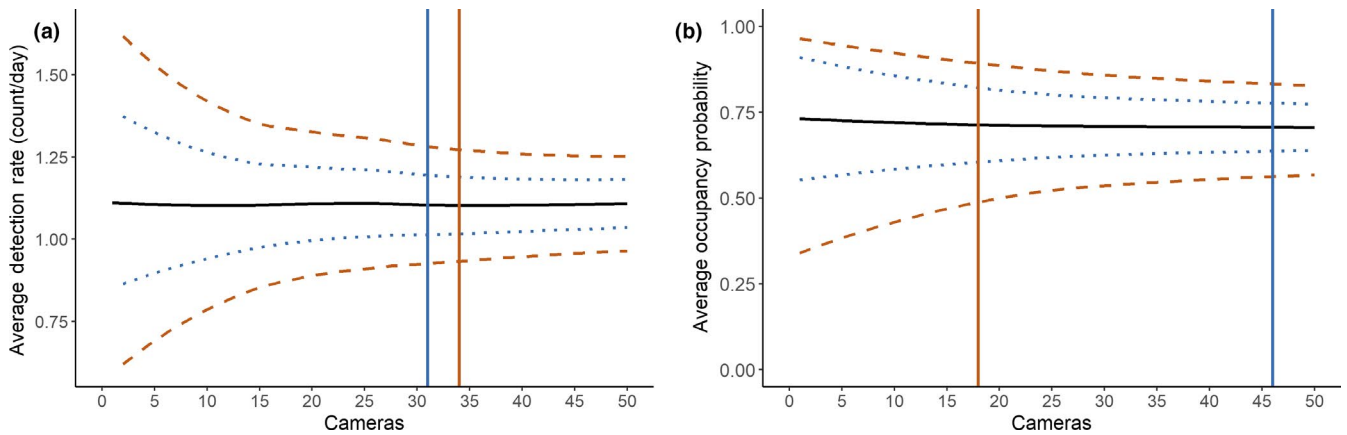 (a)
Average detection rate (count/day)
1.50
1.25
1.00
0.75
0 5 10 15 20 25 30 35 40 45 50
Cameras
(b)
Average occupancy probability
1.00
0.75
0.50
0.25
0.00
0 5 10 15 20 25 30 35 40 45 50
Cameras